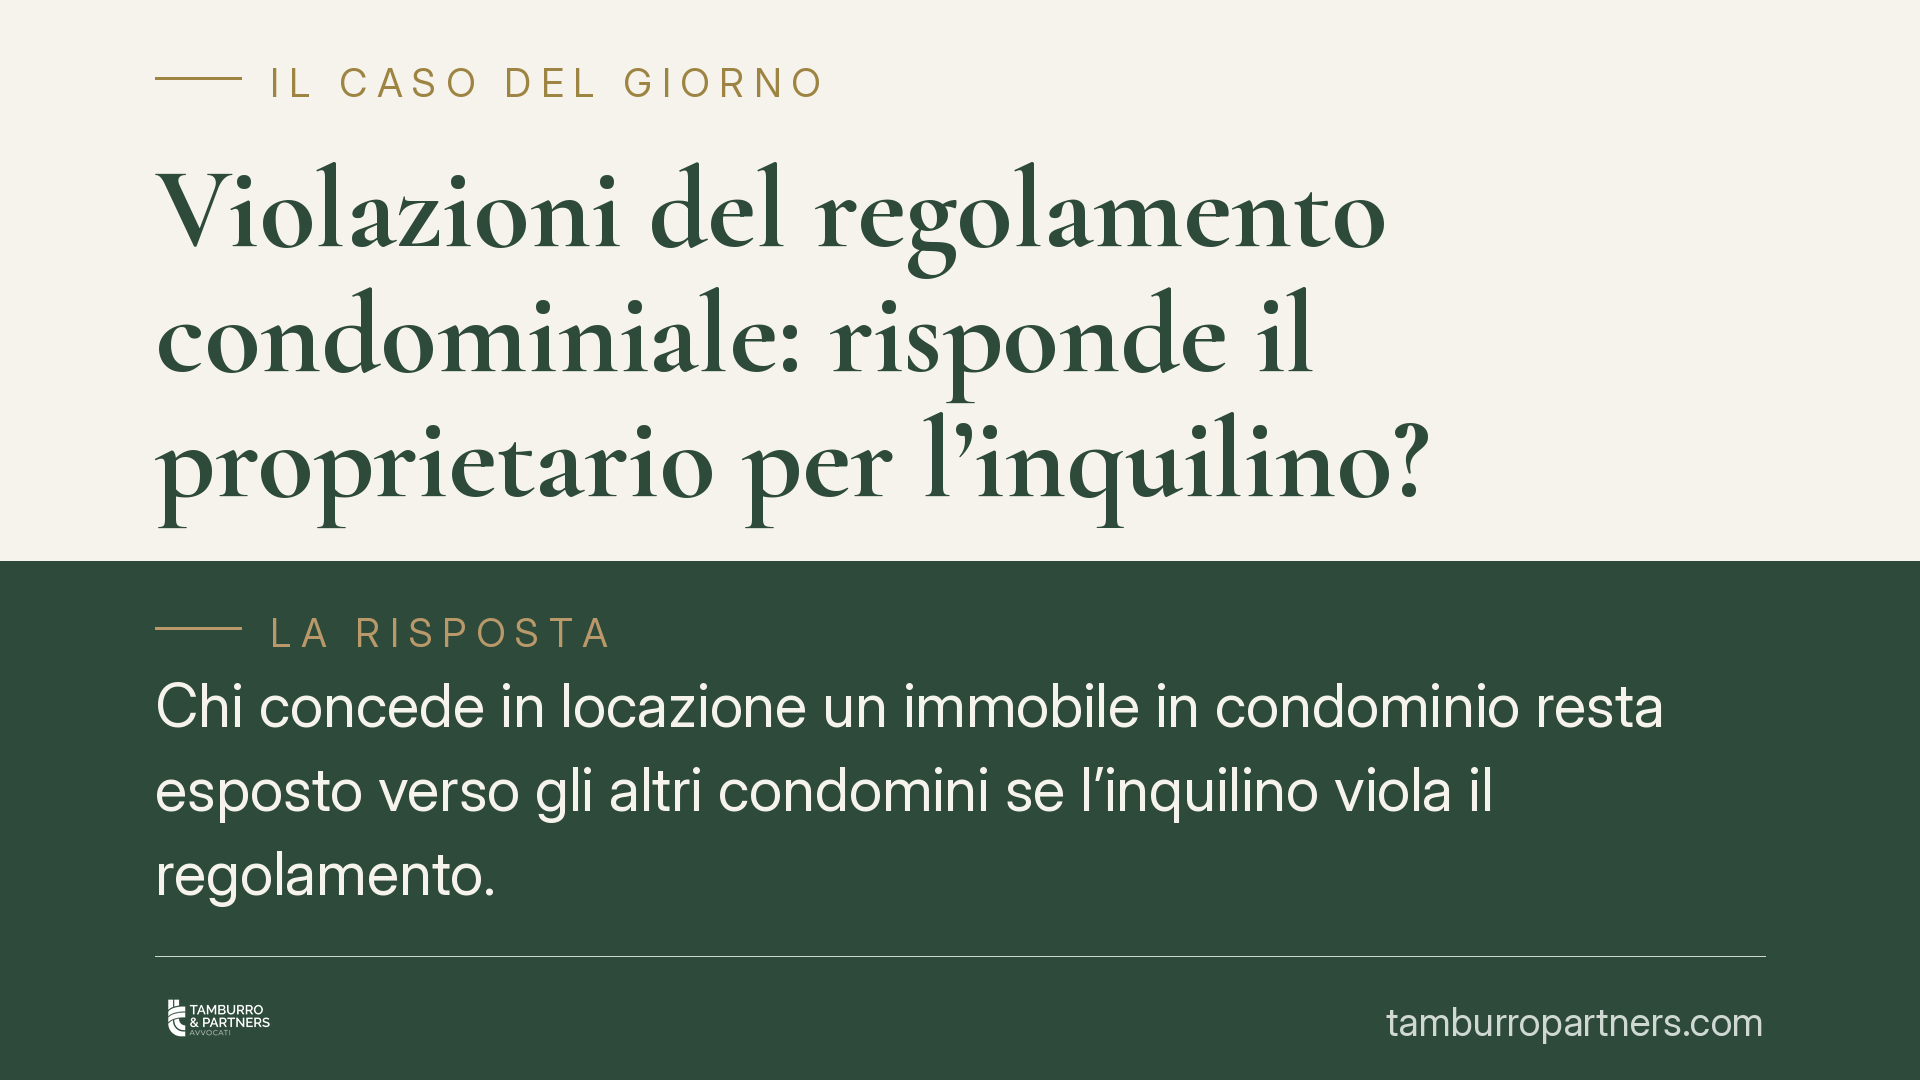 IL CASO DEL GIORNO
Violazioni del regolamento
condominiale: risponde il
proprietario per l’inquilino?
LA RISPOSTA
Chi concede in locazione un immobile in condominio resta
esposto verso gli altri condomini se l’inquilino viola il
regolamento.
TAMBURRO
& PARTNERS
AVVOCATI
tamburropartners.com